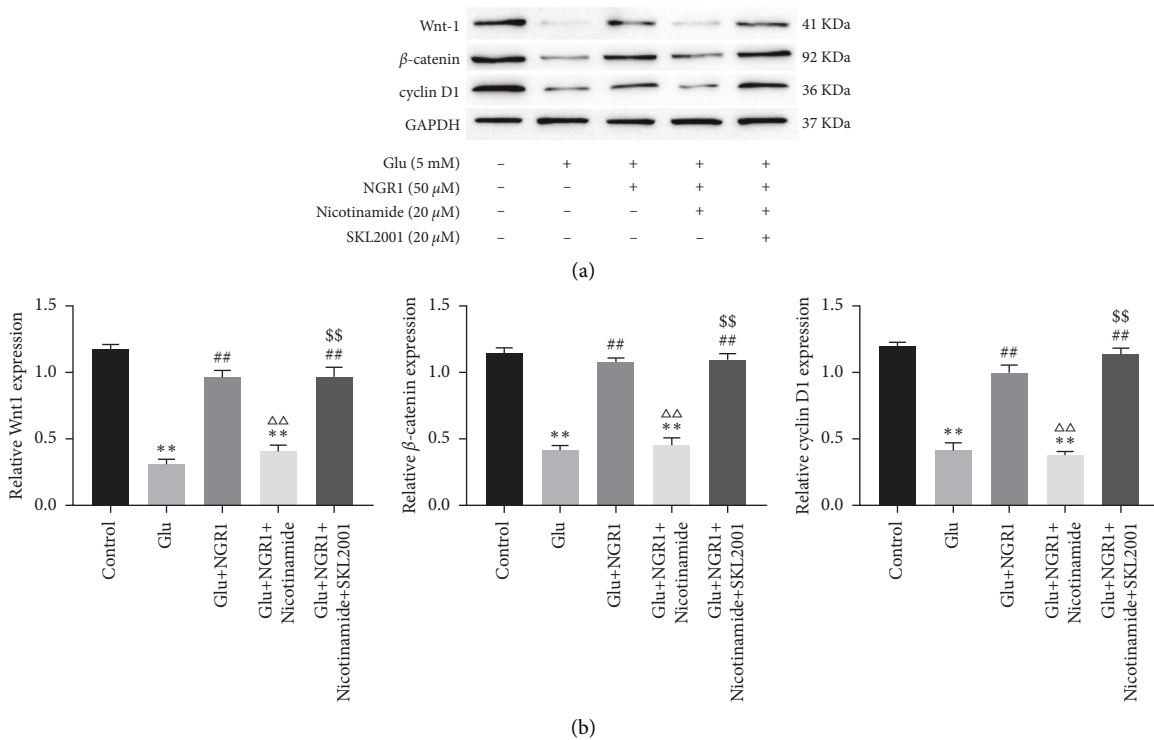 Wnt-1 41 KDa
β-catenin 92 KDa
cyclin D1 36 KDa
GAPDH 37 KDa
Glu (5 mM) – + + + +
NGR1 (50 μM) – – + + +
Nicotinamide (20 μM) – – – + +
SKL2001 (20 μM) – – – – +
(a)
Relative Wnt1 expression
1.5
1.0
0.5
0.0
**
##
△△
**
$$
##
Control
Glu
Glu+NGR1
Glu+NGR1+
Nicotinamide
Glu+NGR1+
Nicotinamide+SKL2001
Relative β-catenin expression
1.5
1.0
0.5
0.0
**
##
△△
**
$$
##
Control
Glu
Glu+NGR1
Glu+NGR1+
Nicotinamide
Glu+NGR1+
Nicotinamide+SKL2001
Relative cyclin D1 expression
1.5
1.0
0.5
0.0
**
##
△△
**
$$
##
Control
Glu
Glu+NGR1
Glu+NGR1+
Nicotinamide
Glu+NGR1+
Nicotinamide+SKL2001
(b)